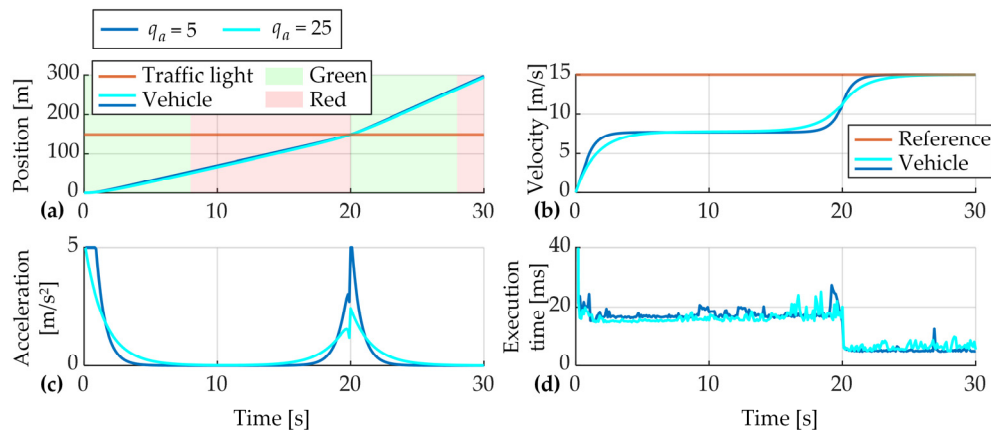 q_a = 5 q_a = 25
Traffic light Green
Vehicle Red
Position [m]
300
200
100
0
(a)
0 10 20 30
Reference
Vehicle
Velocity [m/s]
15
10
5
0
(b)
0 10 20 30
Acceleration
[m/s²]
5
0
(c)
0 10 20 30
Time [s]
Execution
time [ms]
40
20
0
(d)
0 10 20 30
Time [s]